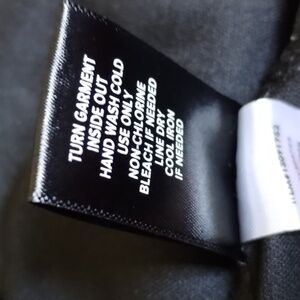 TURN GARMENT
INSIDE OUT
HAND WASH COLD
USE ONLY
NON-CHLORINE
BLEACH IF NEEDED
LINE DRY
COOL IRON
IF NEEDED